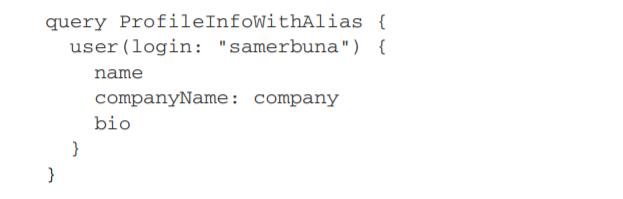 query ProfileInfoWithAlias {
  user(login: "samerbuna") {
    name
    companyName: company
    bio
  }
}